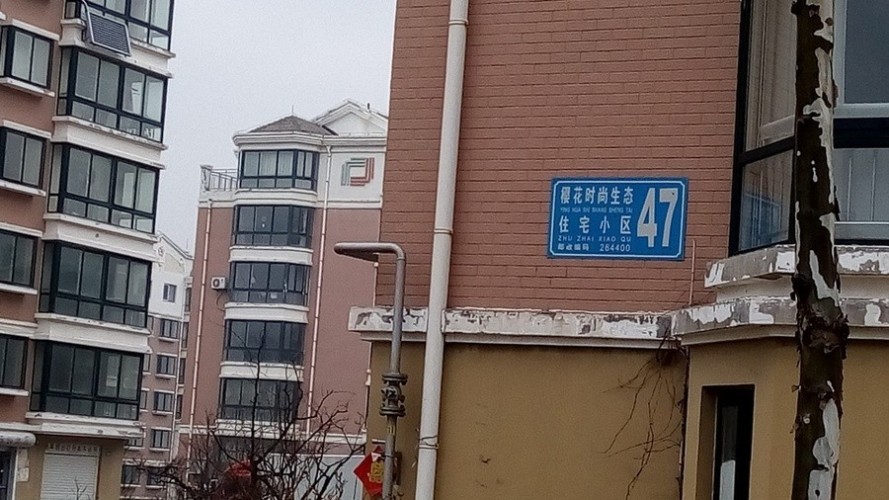 樱花时尚生态
YING HUA SHI SHANG SHENG TAI
住宅小区
ZHU ZHAI XIAO QU
邮政编码 264400
47